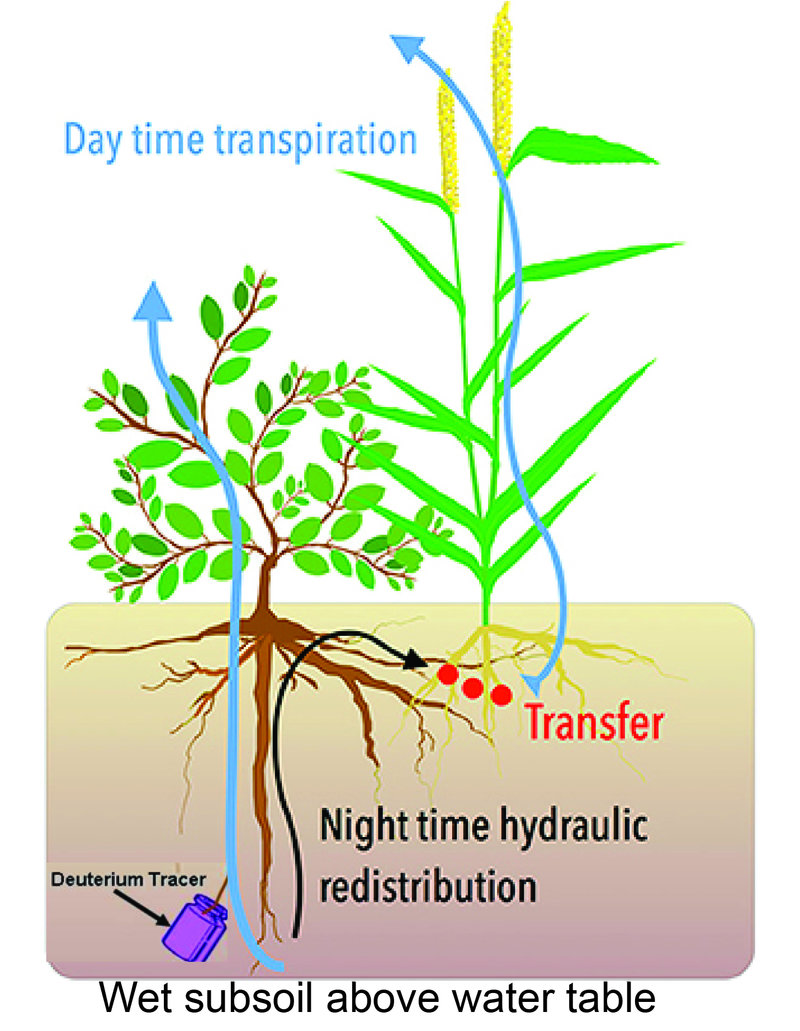 Day time transpiration
Transfer
Night time hydraulic
redistribution
Deuterium Tracer
Wet subsoil above water table